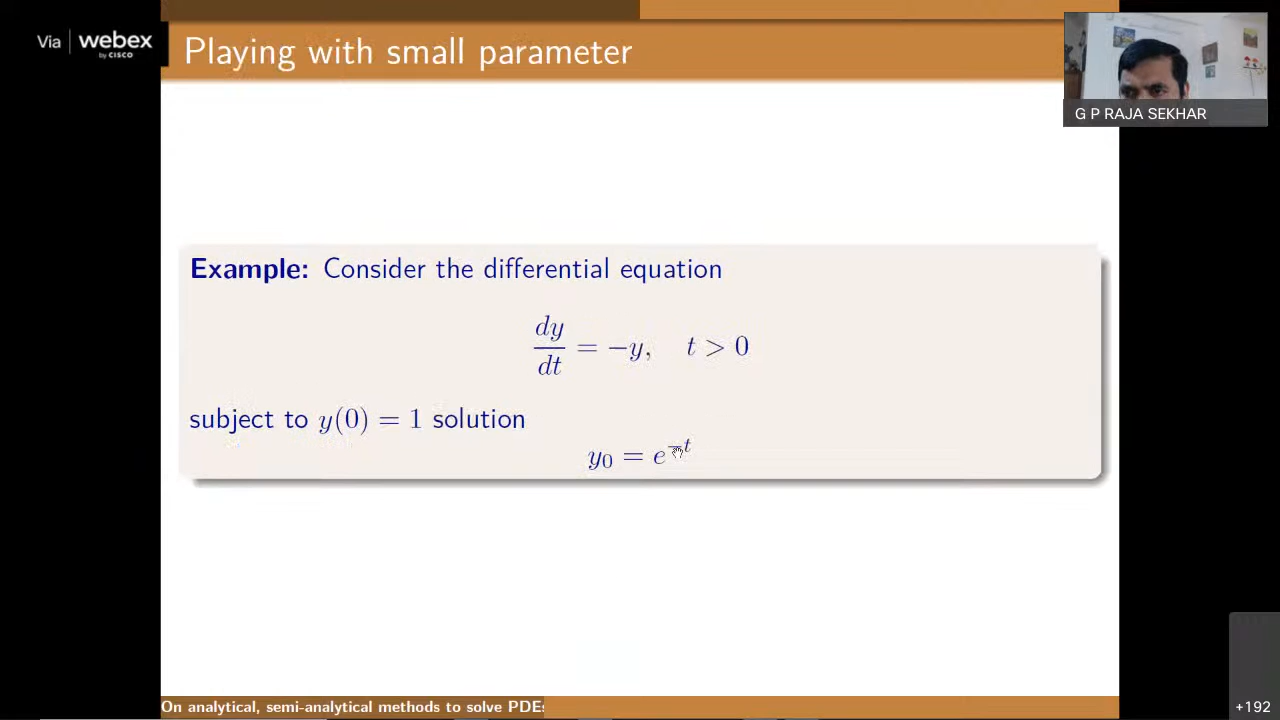 Via webex
by CISCO
Playing with small parameter
G P RAJA SEKHAR
Example: Consider the differential equation
dy/dt = −y, t > 0
subject to y(0) = 1 solution
y₀ = e^{−t}
On analytical, semi-analytical methods to solve PDEs
+192